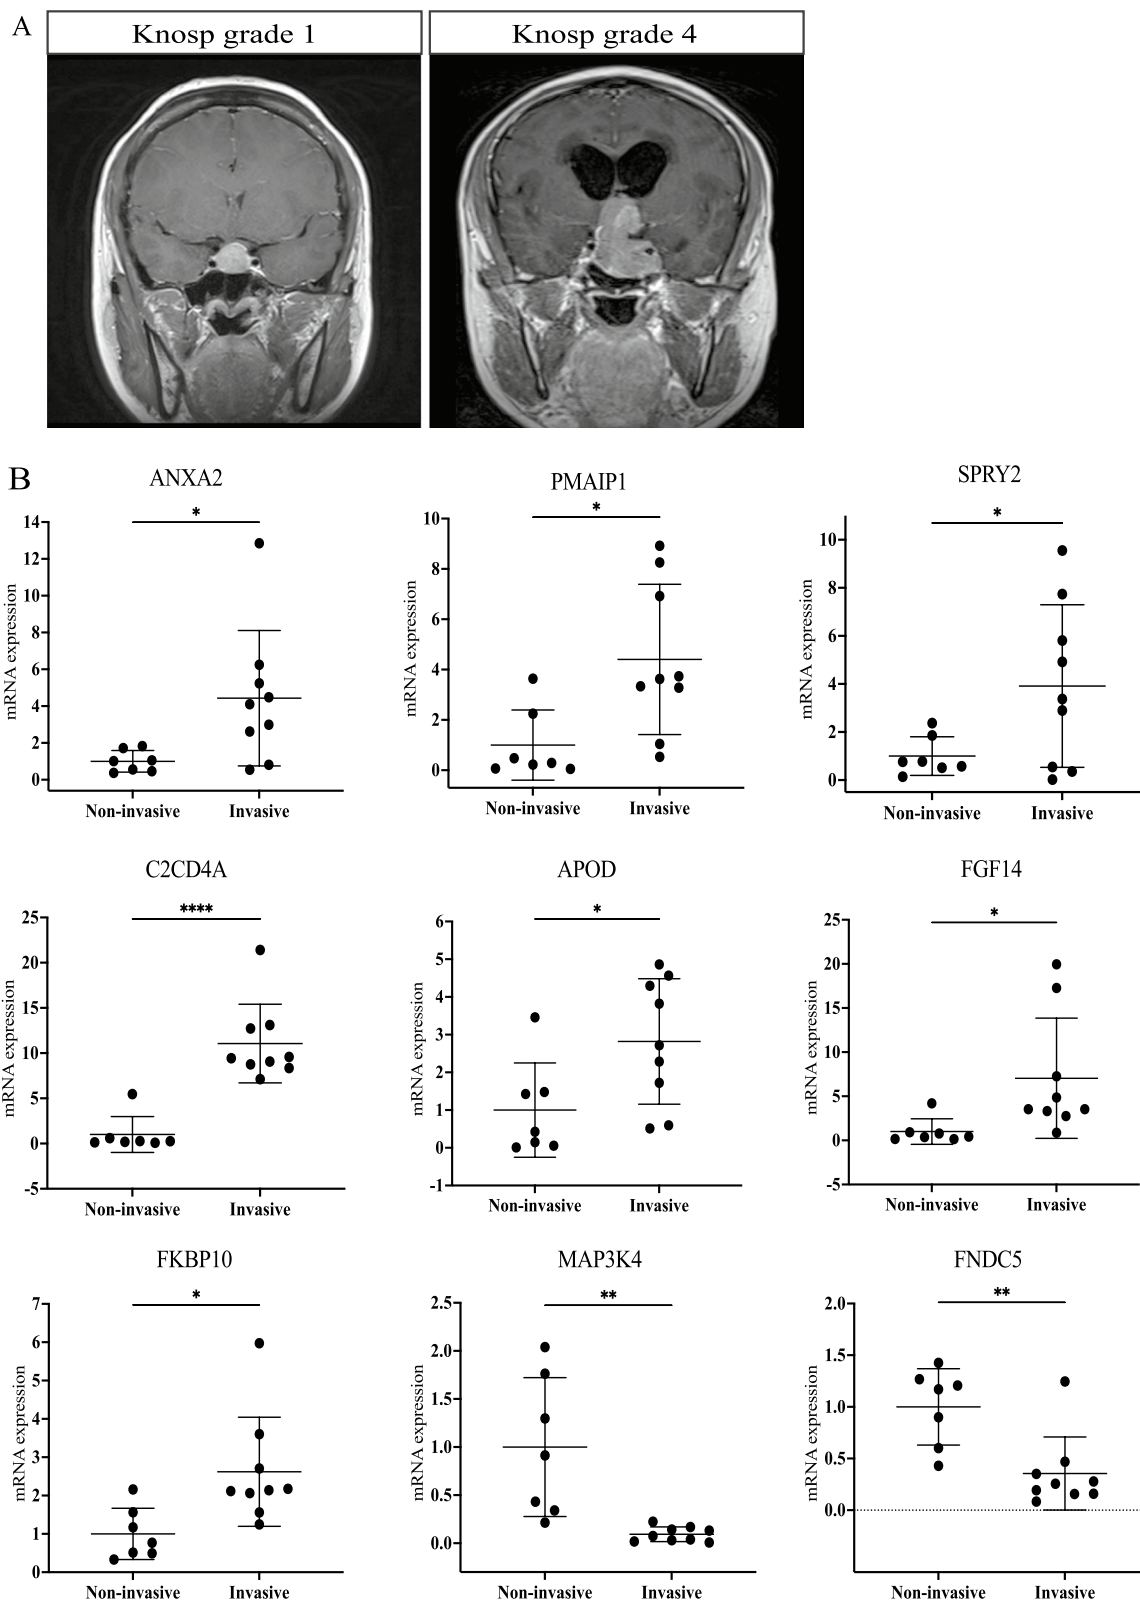 A
Knosp grade 1
Knosp grade 4
B
ANXA2
*
mRNA expression
14
12
10
8
6
4
2
0
Non-invasive
Invasive
PMAIP1
*
mRNA expression
10
8
6
4
2
0
Non-invasive
Invasive
SPRY2
*
mRNA expression
10
8
6
4
2
0
Non-invasive
Invasive
C2CD4A
****
mRNA expression
25
20
15
10
5
0
-5
Non-invasive
Invasive
APOD
*
mRNA expression
6
5
4
3
2
1
0
-1
Non-invasive
Invasive
FGF14
*
mRNA expression
25
20
15
10
5
0
-5
Non-invasive
Invasive
FKBP10
*
mRNA expression
7
6
5
4
3
2
1
0
Non-invasive
Invasive
MAP3K4
**
mRNA expression
2.5
2.0
1.5
1.0
0.5
0.0
Non-invasive
Invasive
FNDC5
**
mRNA expression
2.0
1.5
1.0
0.5
0.0
Non-invasive
Invasive